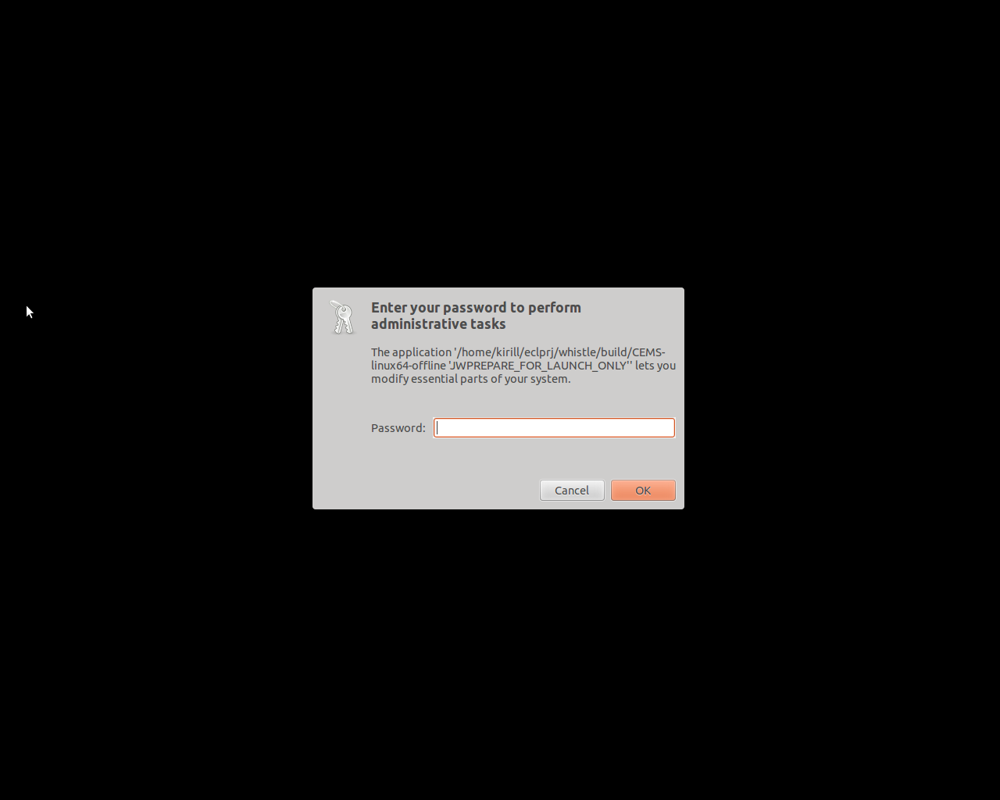 Enter your password to perform
administrative tasks
The application '/home/kirill/eclprj/whistle/build/CEMS-
linux64-offline 'JWPREPARE_FOR_LAUNCH_ONLY'' lets you
modify essential parts of your system.
Password:
Cancel OK